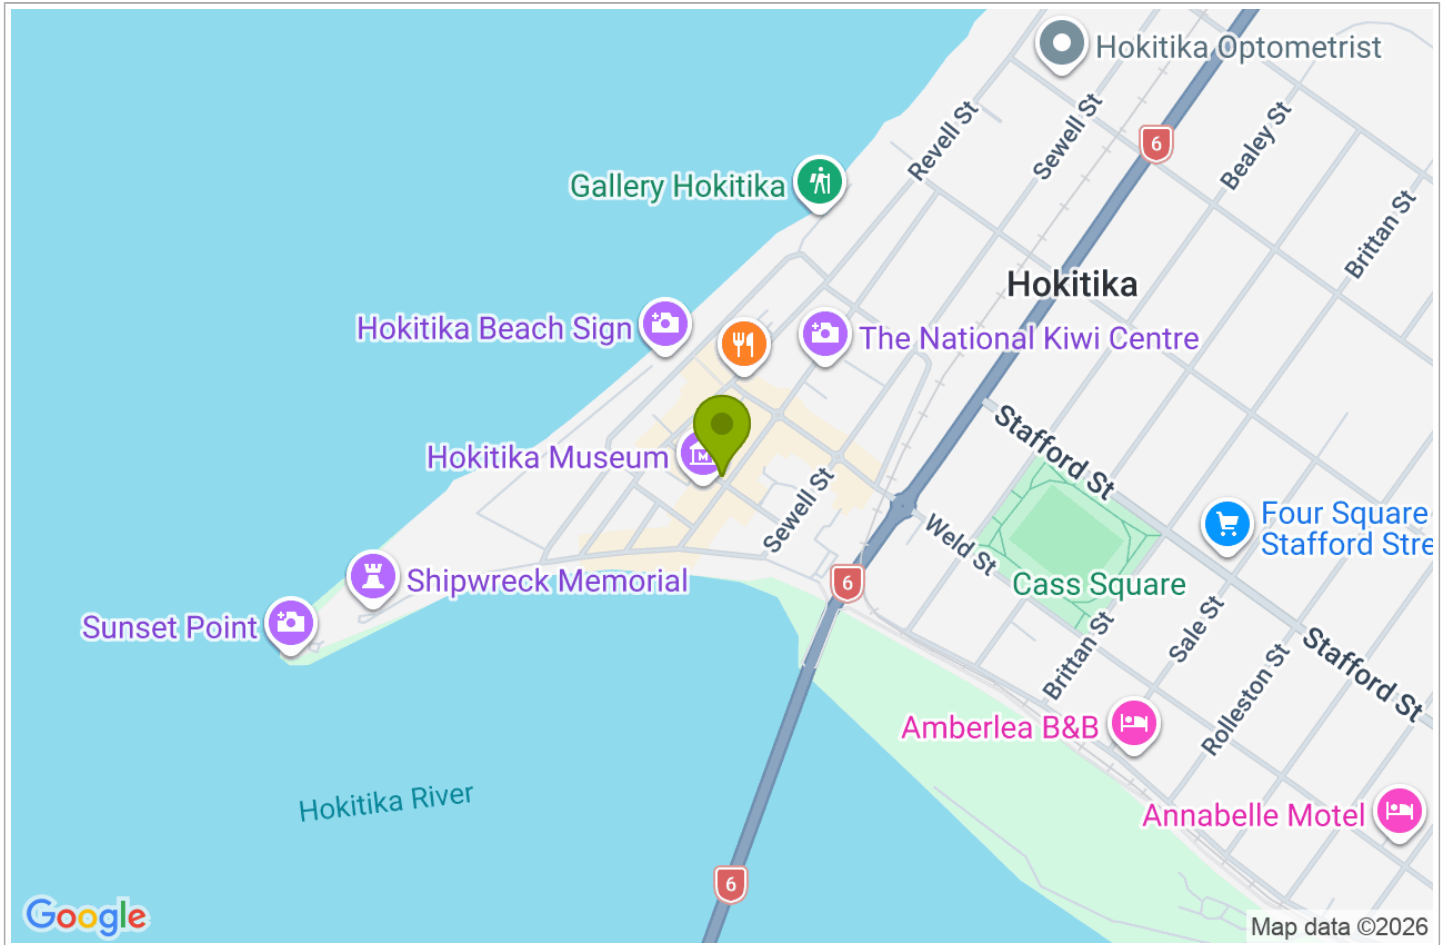 Hokitika Optometrist
6
Revell St
Sewell St
Bealey St
Gallery Hokitika
Brittan St
Hokitika
Hokitika Beach Sign
The National Kiwi Centre
Stafford St
Hokitika Museum
M
Sewell St
Four Square
Stafford Stre
Weld St
Shipwreck Memorial
6
Cass Square
Sunset Point
Sale St
Brittan St
Stafford St
Rolleston St
Amberlea B&B
Hokitika River
Annabelle Motel
6
Google
Map data ©2026